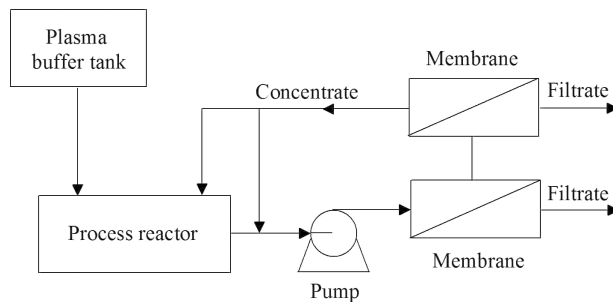 Plasma
buffer tank
Membrane
Concentrate
Filtrate
Filtrate
Process reactor
Membrane
Pump